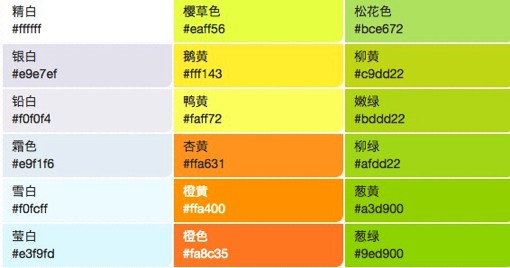 精白
#ffffff
樱草色
#eaff56
松花色
#bce672
银白
#e9e7ef
鹅黄
#fff143
柳黄
#c9dd22
铅白
#f0f0f4
鸭黄
#faff72
嫩绿
#bddd22
霜色
#e9f1f6
杏黄
#ffa631
柳绿
#afdd22
雪白
#f0fcff
橙黄
#ffa400
葱黄
#a3d900
莹白
#e3f9fd
橙色
#fa8c35
葱绿
#9ed900